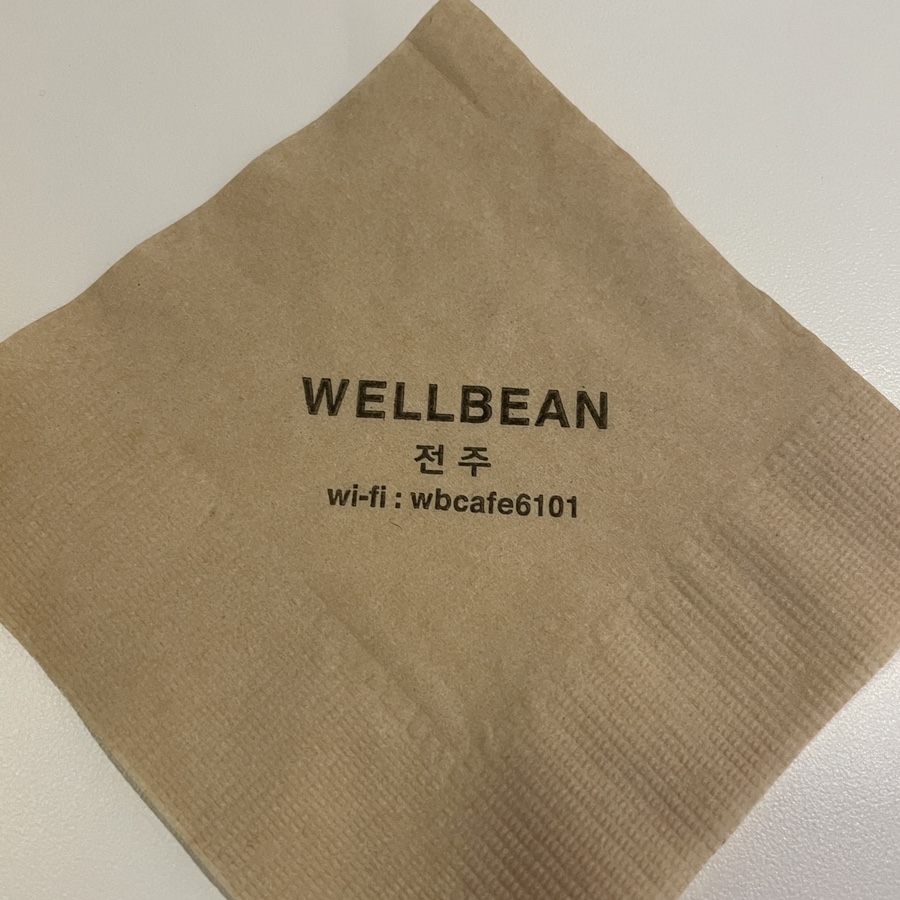 WELLBEAN
전주
wi-fi : wbcafe6101